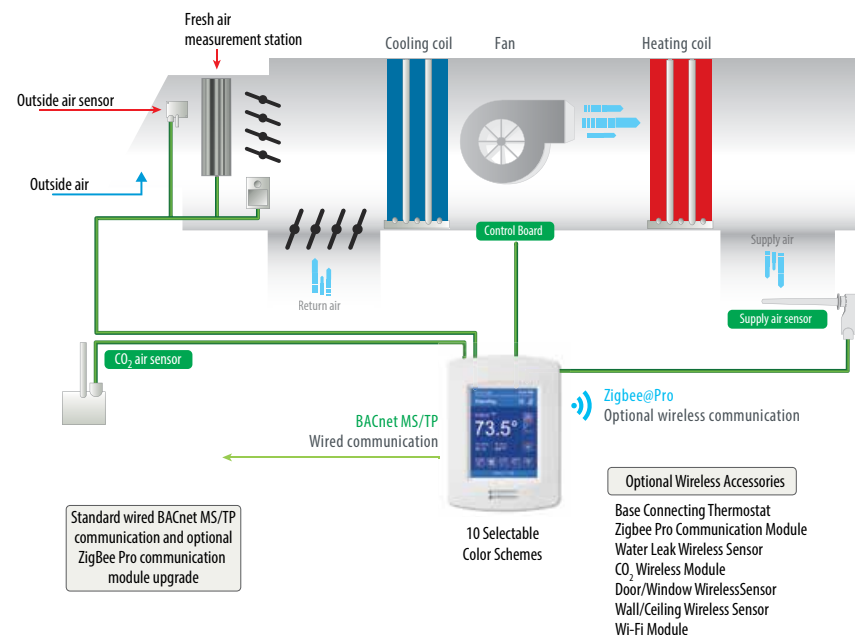 Fresh air
measurement station
Cooling coil
Fan
Heating coil
Outside air sensor
Outside air
Control Board
Supply air
Return air
Supply air sensor
CO₂ air sensor
BACnet MS/TP
Wired communication
Zigbee@Pro
Optional wireless communication
73.5°
10 Selectable
Color Schemes
Standard wired BACnet MS/TP
communication and optional
ZigBee Pro communication
module upgrade
Optional Wireless Accessories
Base Connecting Thermostat
Zigbee Pro Communication Module
Water Leak Wireless Sensor
CO₂ Wireless Module
Door/Window WirelessSensor
Wall/Ceiling Wireless Sensor
Wi-Fi Module